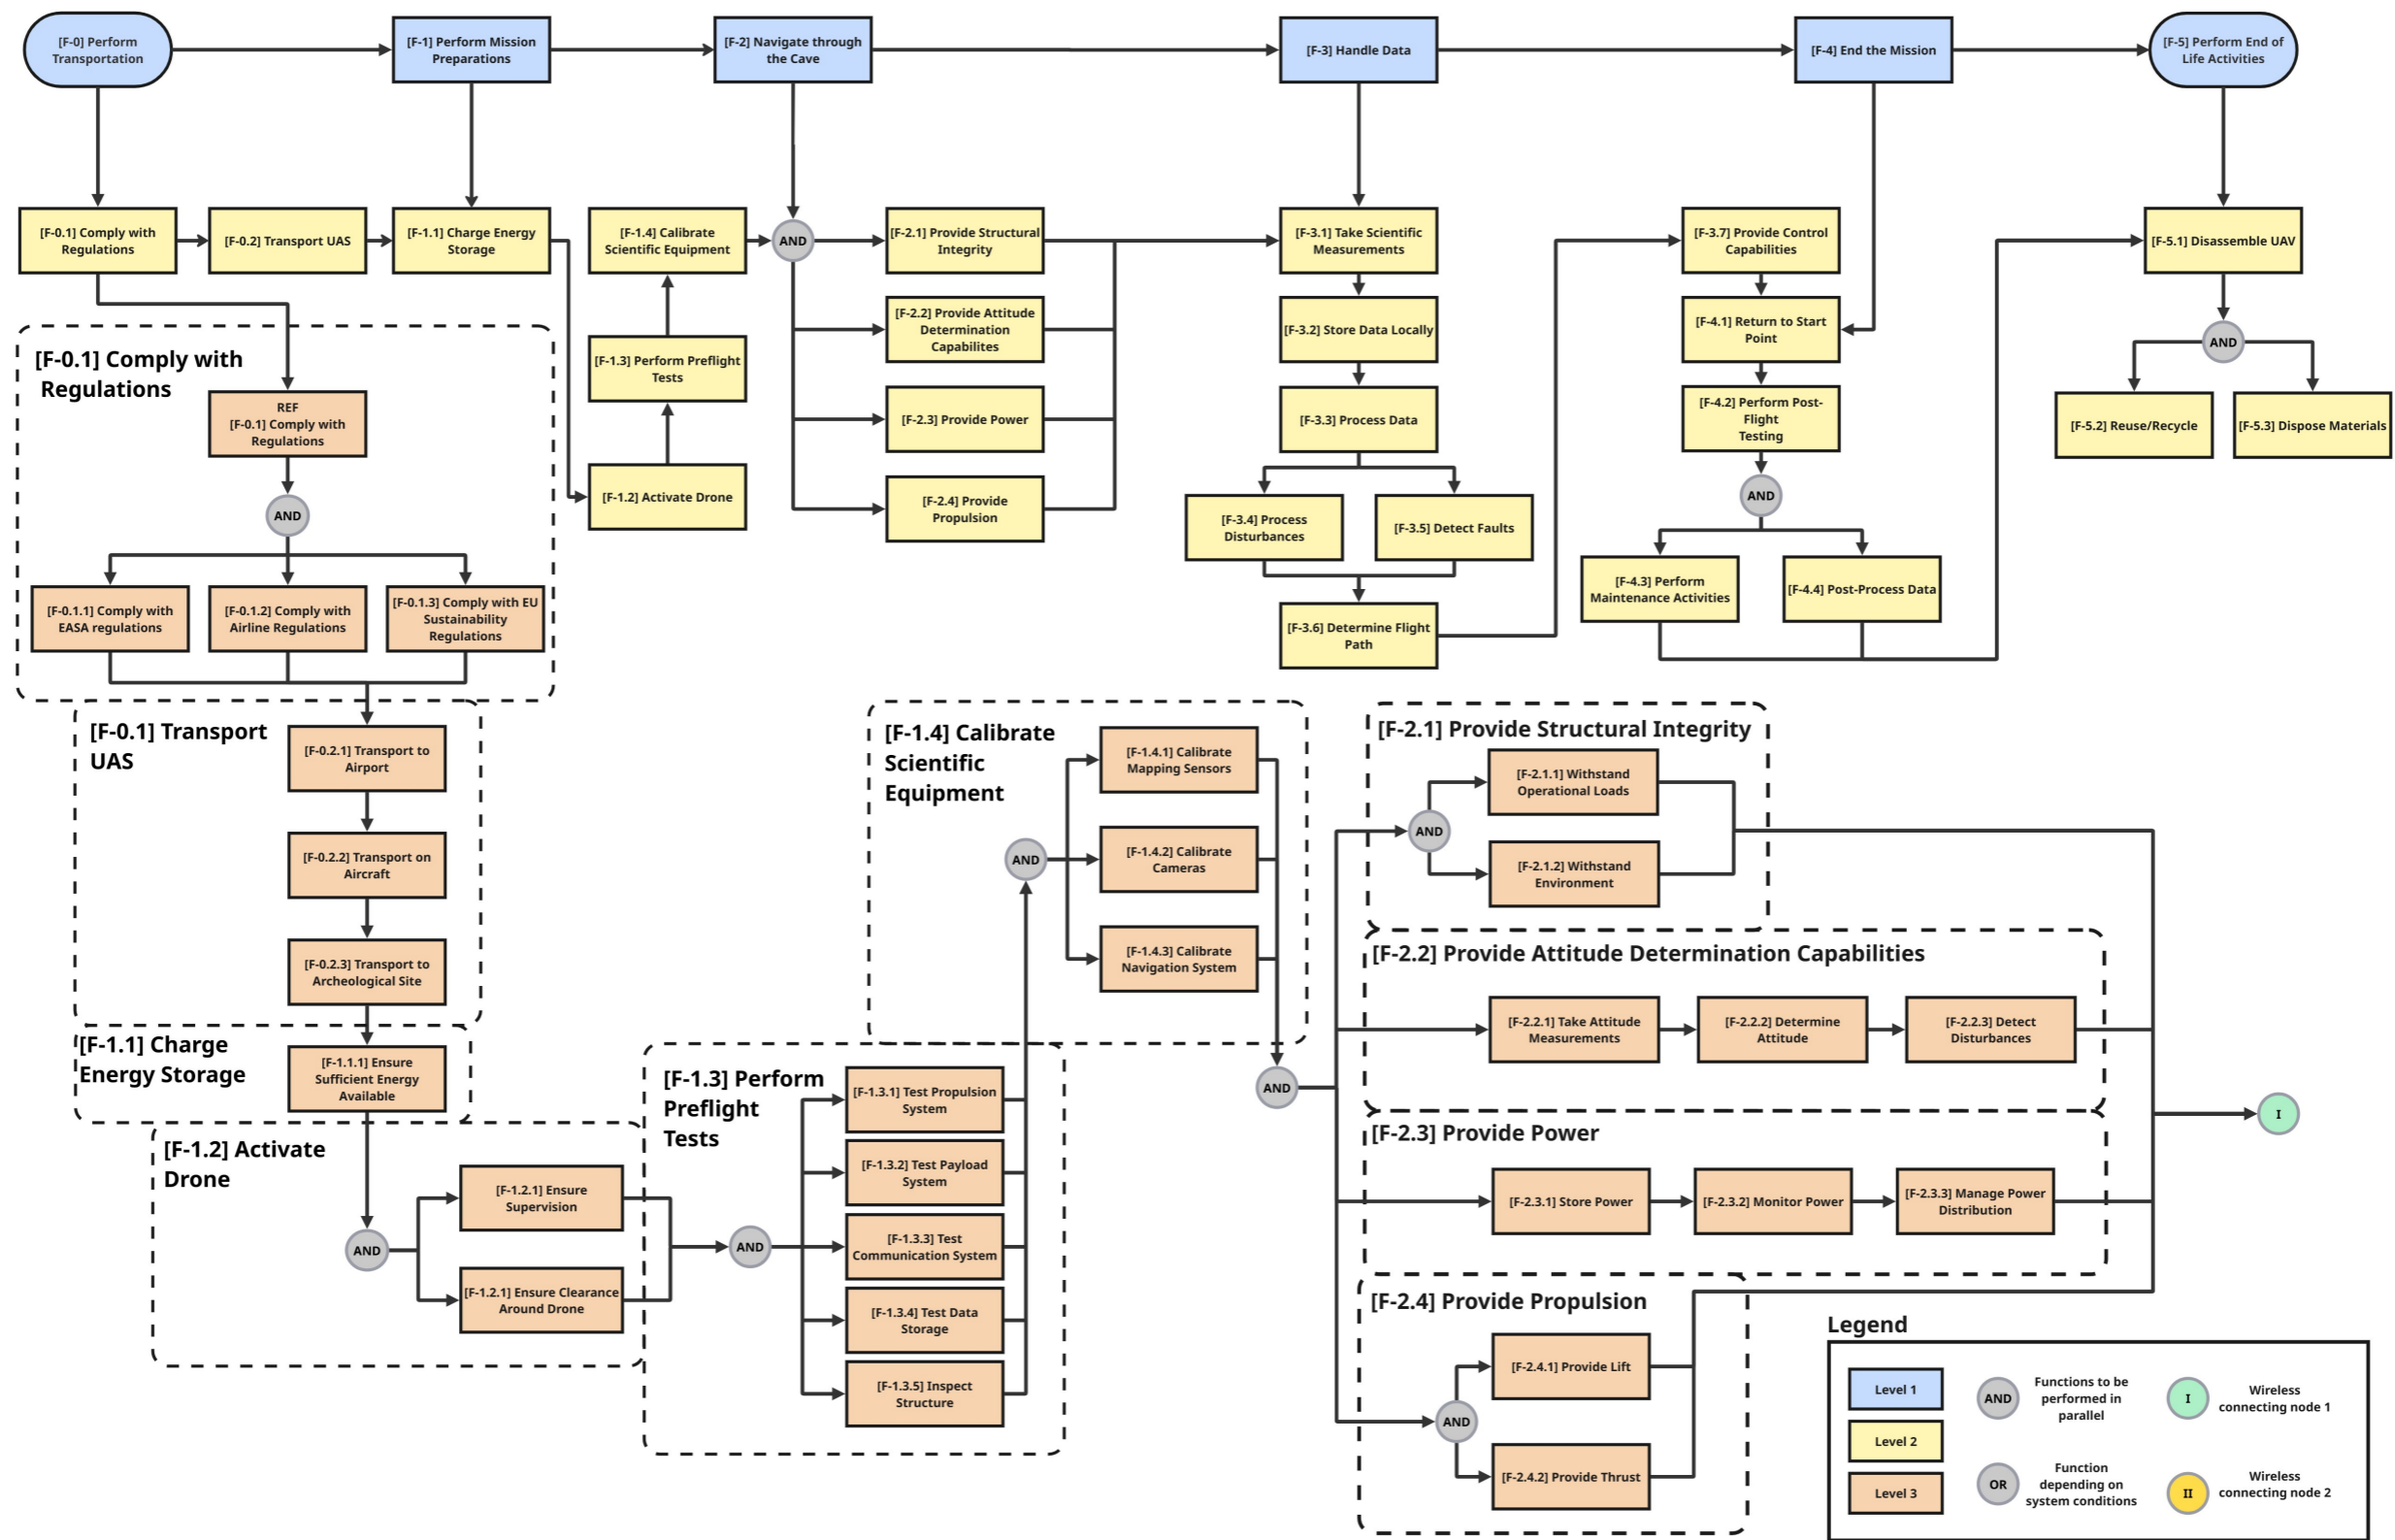 [F-0] Perform
Transportation
[F-1] Perform Mission
Preparations
[F-2] Navigate through
the Cave
[F-3] Handle Data
[F-4] End the Mission
[F-5] Perform End of
Life Activities
[F-0.1] Comply with
Regulations
[F-0.2] Transport UAS
[F-1.1] Charge Energy
Storage
[F-1.4] Calibrate
Scientific Equipment
AND
[F-2.1] Provide Structural
Integrity
[F-3.1] Take Scientific
Measurements
[F-3.7] Provide Control
Capabilities
[F-5.1] Disassemble UAV
[F-2.2] Provide Attitude
Determination
Capabilites
[F-3.2] Store Data Locally
[F-4.1] Return to Start
Point
AND
[F-1.3] Perform Preflight
Tests
[F-2.3] Provide Power
[F-3.3] Process Data
[F-4.2] Perform Post-
Flight
Testing
[F-5.2] Reuse/Recycle
[F-5.3] Dispose Materials
[F-1.2] Activate Drone
[F-2.4] Provide
Propulsion
[F-3.4] Process
Disturbances
[F-3.5] Detect Faults
AND
[F-4.3] Perform
Maintenance Activities
[F-4.4] Post-Process Data
[F-3.6] Determine Flight
Path
[F-0.1] Comply with
Regulations
REF
[F-0.1] Comply with
Regulations
AND
[F-0.1.1] Comply with
EASA regulations
[F-0.1.2] Comply with
Airline Regulations
[F-0.1.3] Comply with EU
Sustainability
Regulations
[F-0.1] Transport
UAS
[F-0.2.1] Transport to
Airport
[F-0.2.2] Transport on
Aircraft
[F-0.2.3] Transport to
Archeological Site
[F-1.1] Charge
Energy Storage
[F-1.1.1] Ensure
Sufficient Energy
Available
[F-1.2] Activate
Drone
AND
[F-1.2.1] Ensure
Supervision
[F-1.2.1] Ensure Clearance
Around Drone
[F-1.3] Perform
Preflight
Tests
AND
[F-1.3.1] Test Propulsion
System
[F-1.3.2] Test Payload
System
[F-1.3.3] Test
Communication System
[F-1.3.4] Test Data
Storage
[F-1.3.5] Inspect
Structure
[F-1.4] Calibrate
Scientific
Equipment
AND
[F-1.4.1] Calibrate
Mapping Sensors
[F-1.4.2] Calibrate
Cameras
[F-1.4.3] Calibrate
Navigation System
AND
[F-2.1] Provide Structural Integrity
AND
[F-2.1.1] Withstand
Operational Loads
[F-2.1.2] Withstand
Environment
[F-2.2] Provide Attitude Determination Capabilities
[F-2.2.1] Take Attitude
Measurements
[F-2.2.2] Determine
Attitude
[F-2.2.3] Detect
Disturbances
[F-2.3] Provide Power
[F-2.3.1] Store Power
[F-2.3.2] Monitor Power
[F-2.3.3] Manage Power
Distribution
I
[F-2.4] Provide Propulsion
AND
[F-2.4.1] Provide Lift
[F-2.4.2] Provide Thrust
Legend
Level 1
Level 2
Level 3
AND
Functions to be
performed in
parallel
OR
Function
depending on
system conditions
I
Wireless
connecting node 1
II
Wireless
connecting node 2